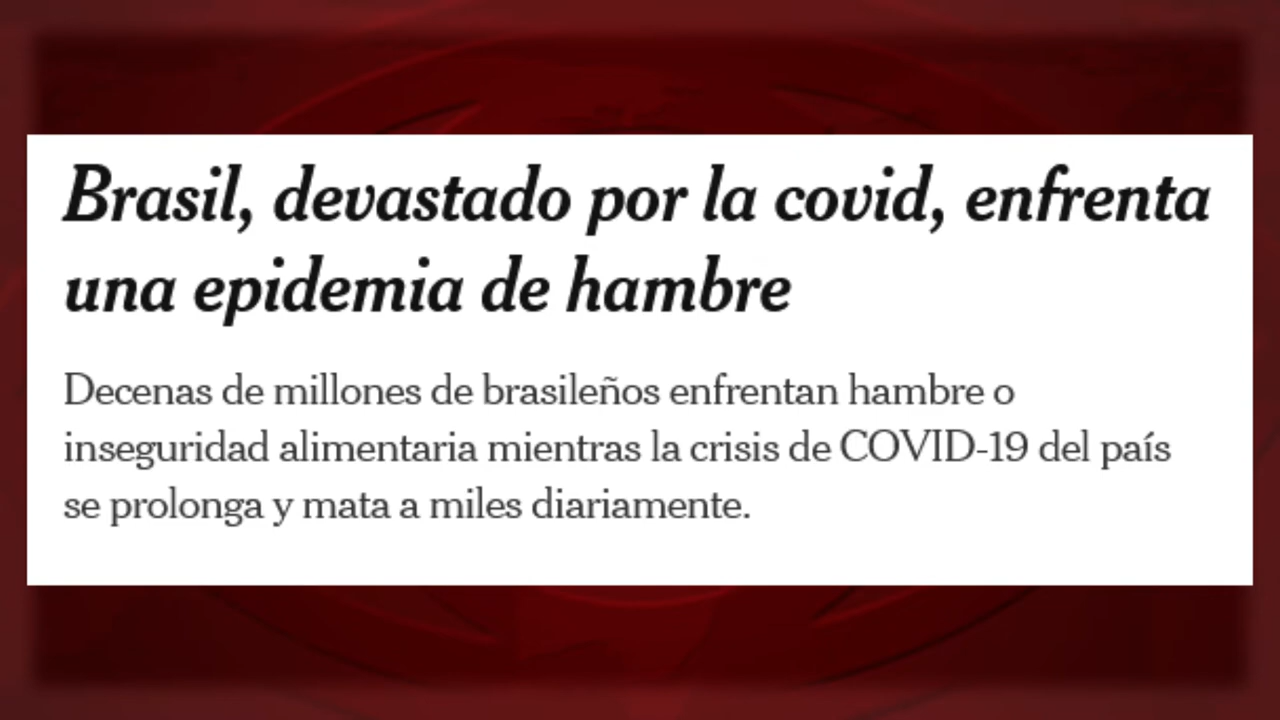 Brasil, devastado por la covid, enfrenta
una epidemia de hambre
Decenas de millones de brasileños enfrentan hambre o
inseguridad alimentaria mientras la crisis de COVID-19 del país
se prolonga y mata a miles diariamente.